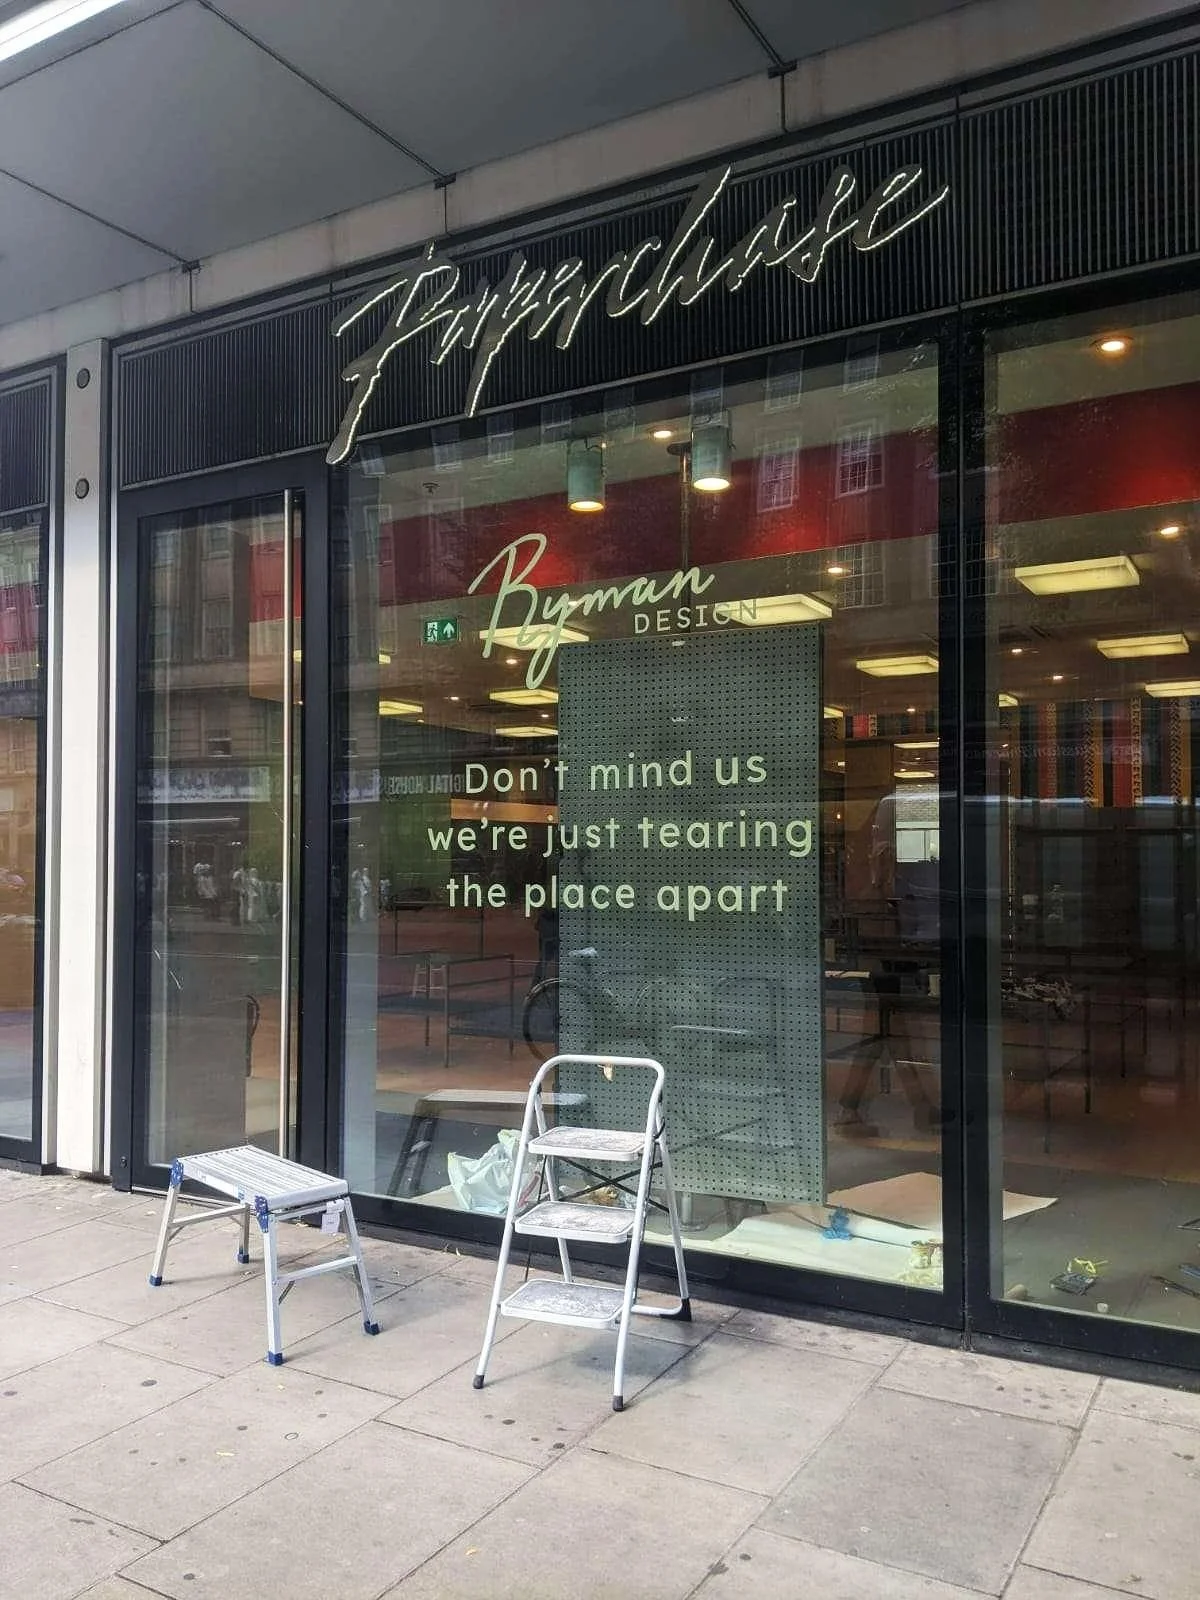 Paperchase
Ryman
DESIGN
Don't mind us
we're just tearing
the place apart